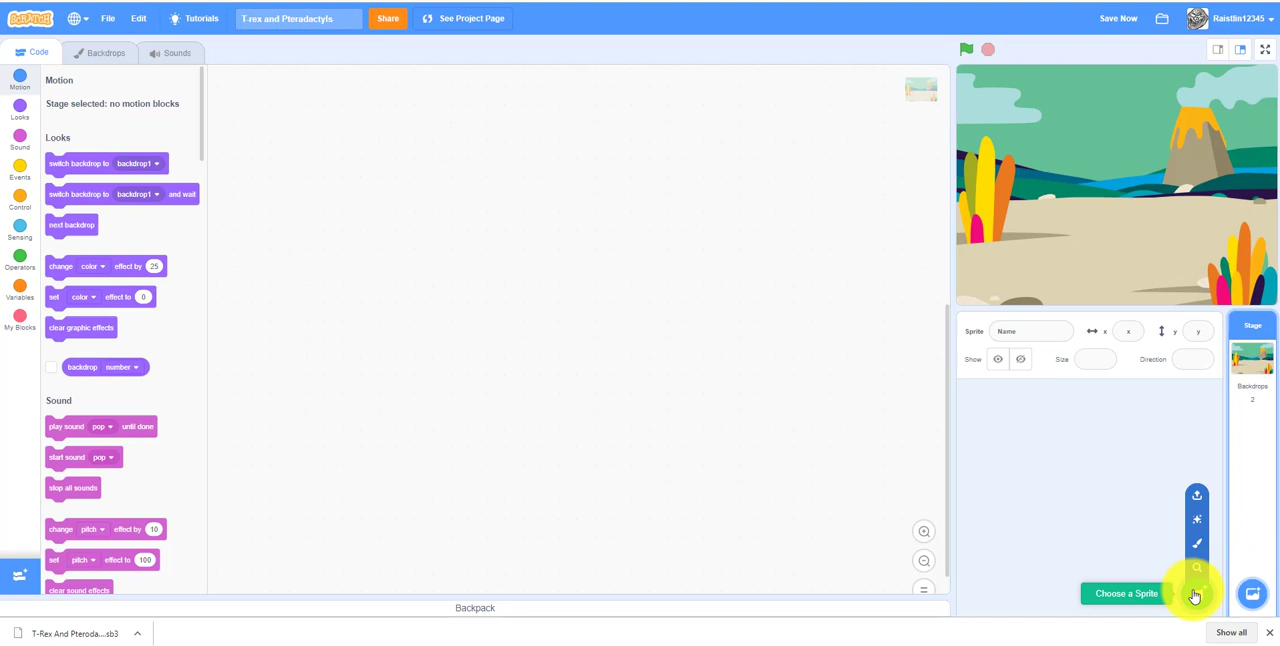 SCRATCH File Edit Tutorials T-rex and Pteradactyls Share See Project Page Save Now Raistlin12345
Code Backdrops Sounds
Motion
Looks
Sound
Events
Control
Sensing
Operators
Variables
My Blocks
Motion
Stage selected: no motion blocks
Looks
switch backdrop to backdrop1
switch backdrop to backdrop1 and wait
next backdrop
change color effect by 25
set color effect to 0
clear graphic effects
backdrop number
Sound
play sound pop until done
start sound pop
stop all sounds
change pitch effect by 10
set pitch effect to 100
clear sound effects
Sprite Name x x y y
Show Size Direction
Stage
Backdrops
2
Choose a Sprite
Backpack
T-Rex And Pteroda....sb3 Show all